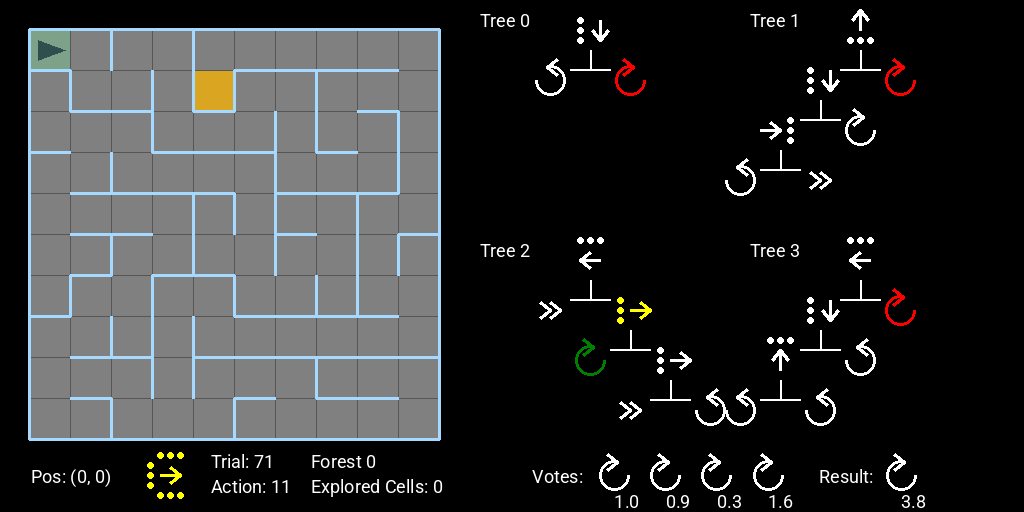 Tree 0
Tree 1
Tree 2
Tree 3
Pos: (0, 0)
Trial: 71
Forest 0
Action: 11
Explored Cells: 0
Votes:
1.0
0.9
0.3
1.6
Result:
3.8